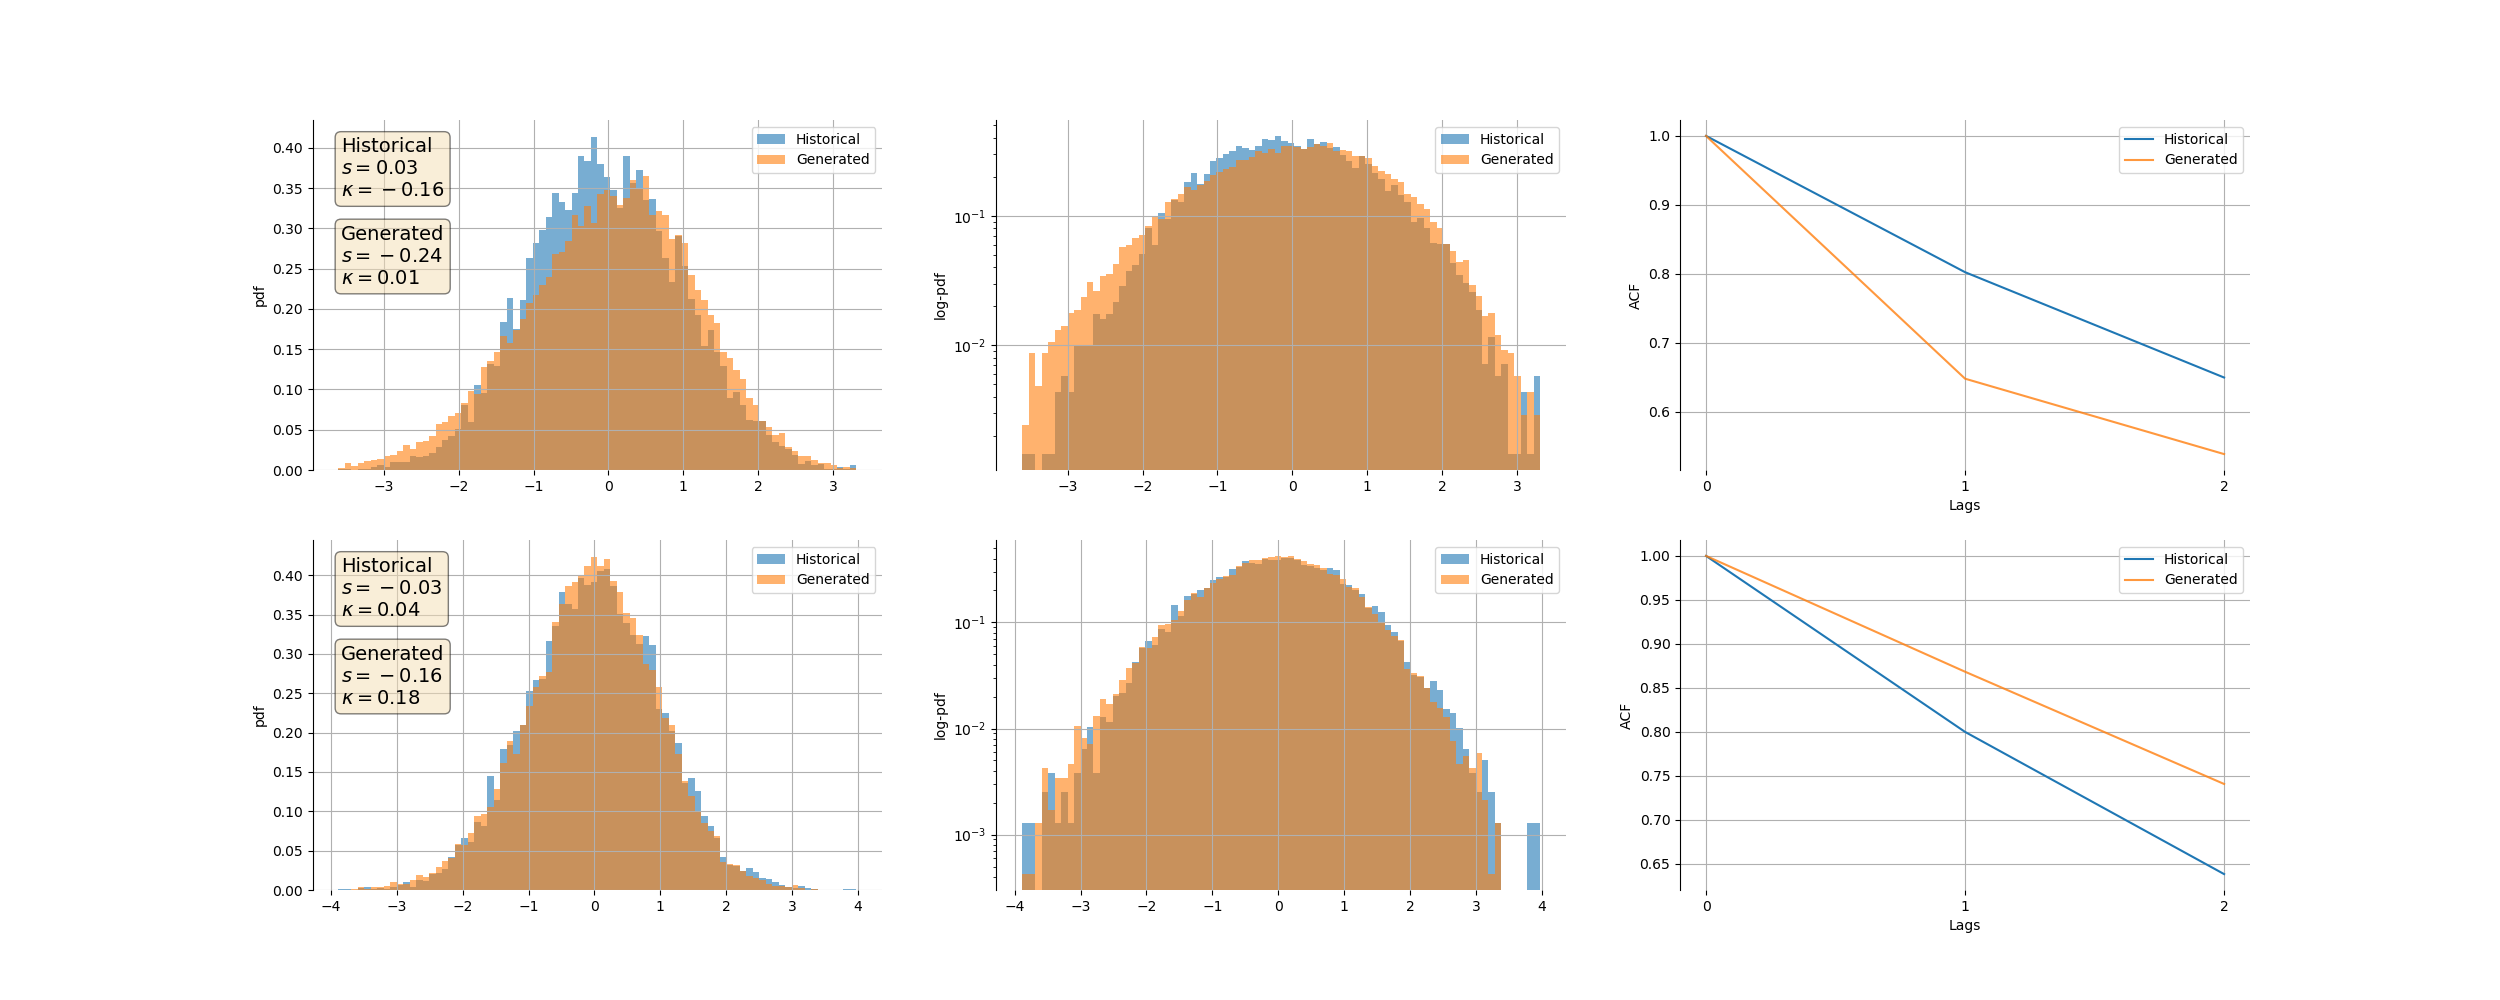 Historical
s = 0.03
κ = −0.16
Generated
s = −0.24
κ = 0.01
Historical
Generated
0.40
0.35
0.30
0.25
0.20
0.15
0.10
0.05
0.00
pdf
−3 −2 −1 0 1 2 3
Historical
Generated
10⁻¹
10⁻²
log-pdf
−3 −2 −1 0 1 2 3
Historical
Generated
1.0
0.9
0.8
0.7
0.6
ACF
0 1 2
Lags
Historical
s = −0.03
κ = 0.04
Generated
s = −0.16
κ = 0.18
Historical
Generated
0.40
0.35
0.30
0.25
0.20
0.15
0.10
0.05
0.00
pdf
−4 −3 −2 −1 0 1 2 3 4
Historical
Generated
10⁻¹
10⁻²
10⁻³
log-pdf
−4 −3 −2 −1 0 1 2 3 4
Historical
Generated
1.00
0.95
0.90
0.85
0.80
0.75
0.70
0.65
ACF
0 1 2
Lags